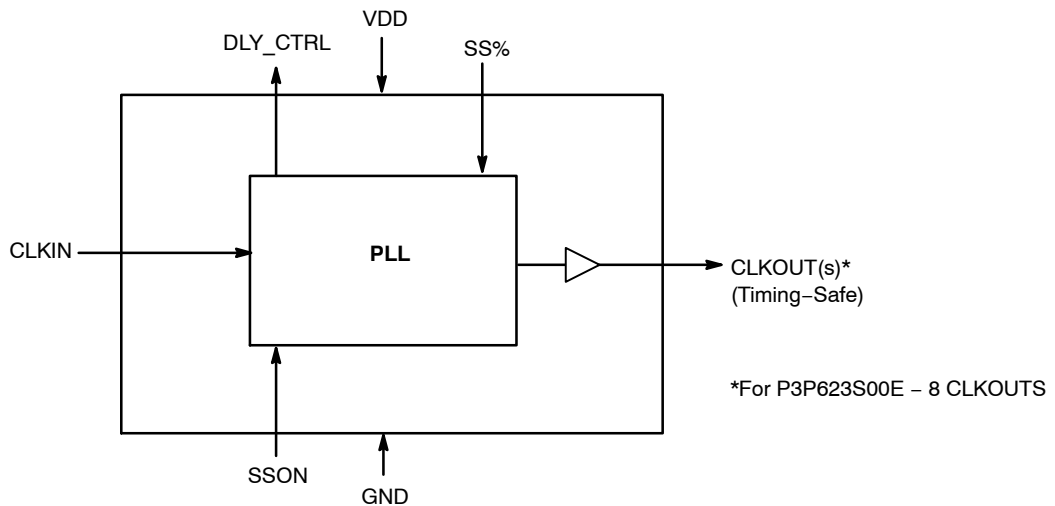 VDD
DLY_CTRL
SS%
CLKIN
PLL
CLKOUT(s)*
(Timing−Safe)
*For P3P623S00E − 8 CLKOUTS
SSON
GND